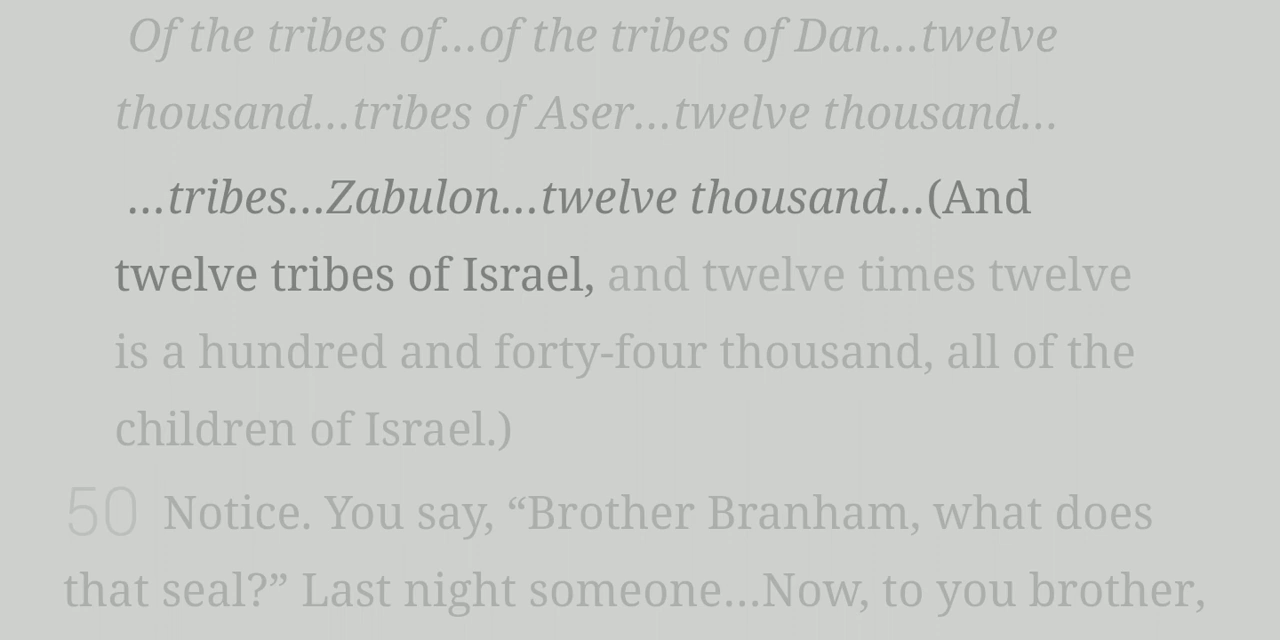 Of the tribes of…of the tribes of Dan…twelve
thousand…tribes of Aser…twelve thousand…
…tribes…Zabulon…twelve thousand…(And
twelve tribes of Israel, and twelve times twelve
is a hundred and forty-four thousand, all of the
children of Israel.)
50 Notice. You say, “Brother Branham, what does
that seal?” Last night someone…Now, to you brother,